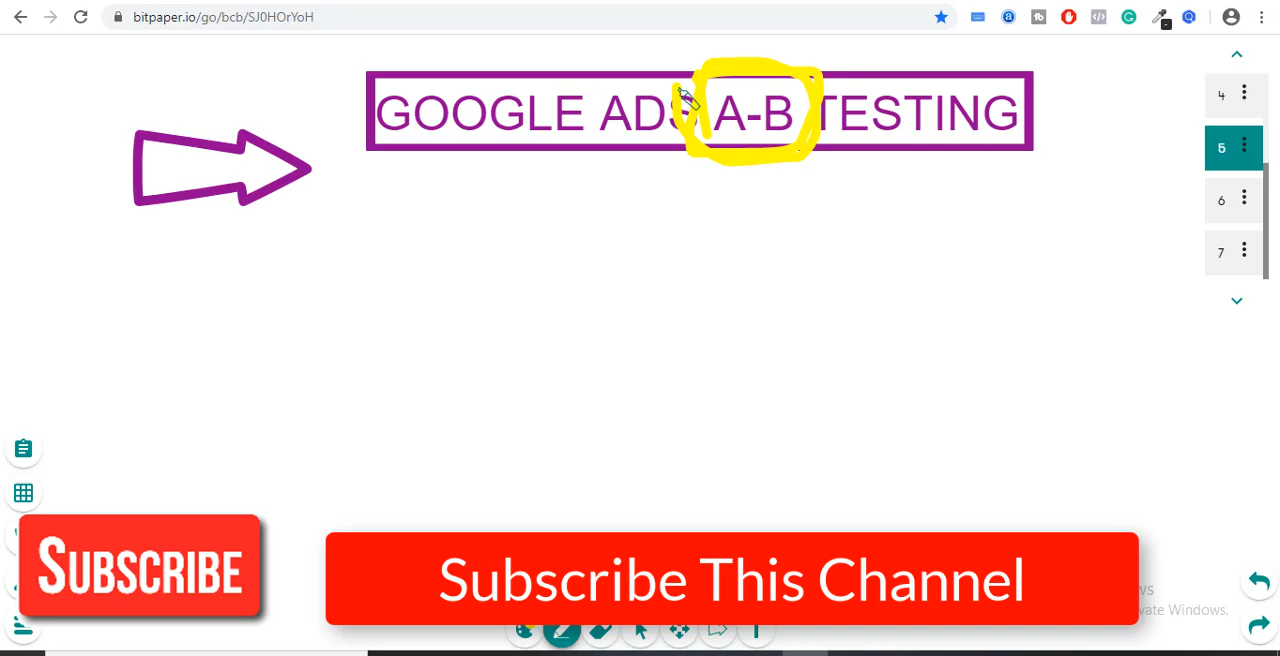 bitpaper.io/go/bcb/SJ0HOrYoH
GOOGLE ADS A-B TESTING
4
5
6
7
SUBSCRIBE
Subscribe This Channel